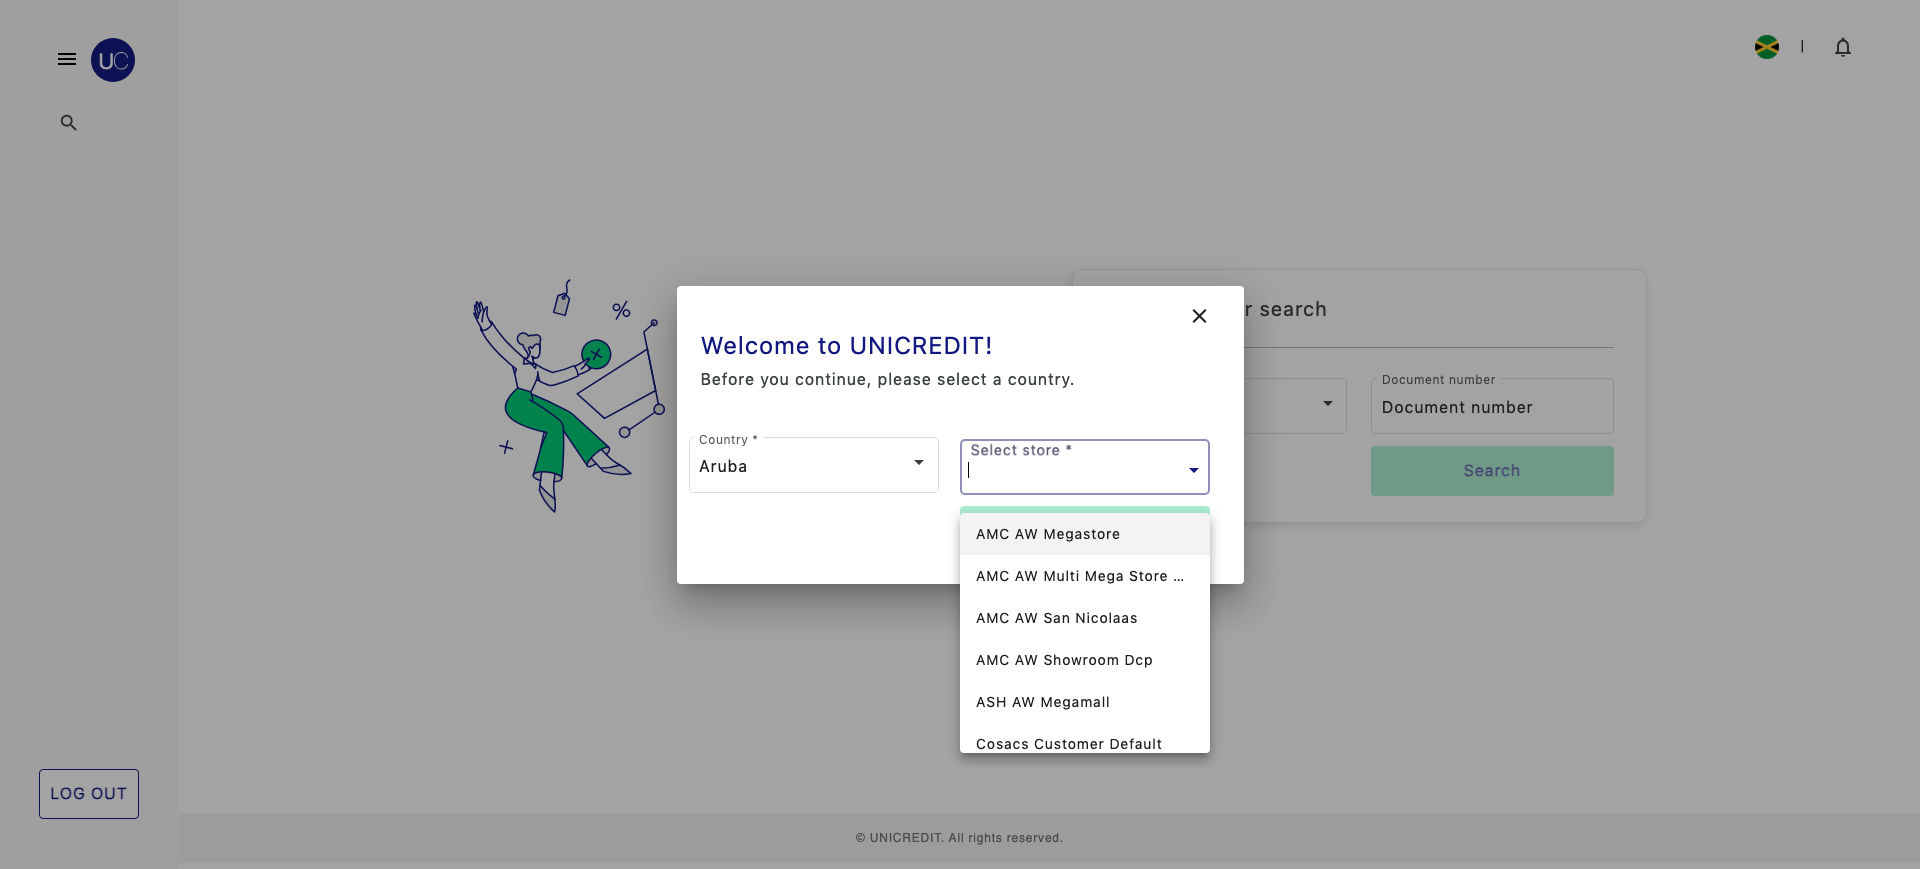 UC
Welcome to UNICREDIT!
Before you continue, please select a country.
Country *
Aruba
Select store *
AMC AW Megastore
AMC AW Multi Mega Store ...
AMC AW San Nicolaas
AMC AW Showroom Dcp
ASH AW Megamall
Cosacs Customer Default
r search
Document number
Document number
Search
LOG OUT
© UNICREDIT. All rights reserved.